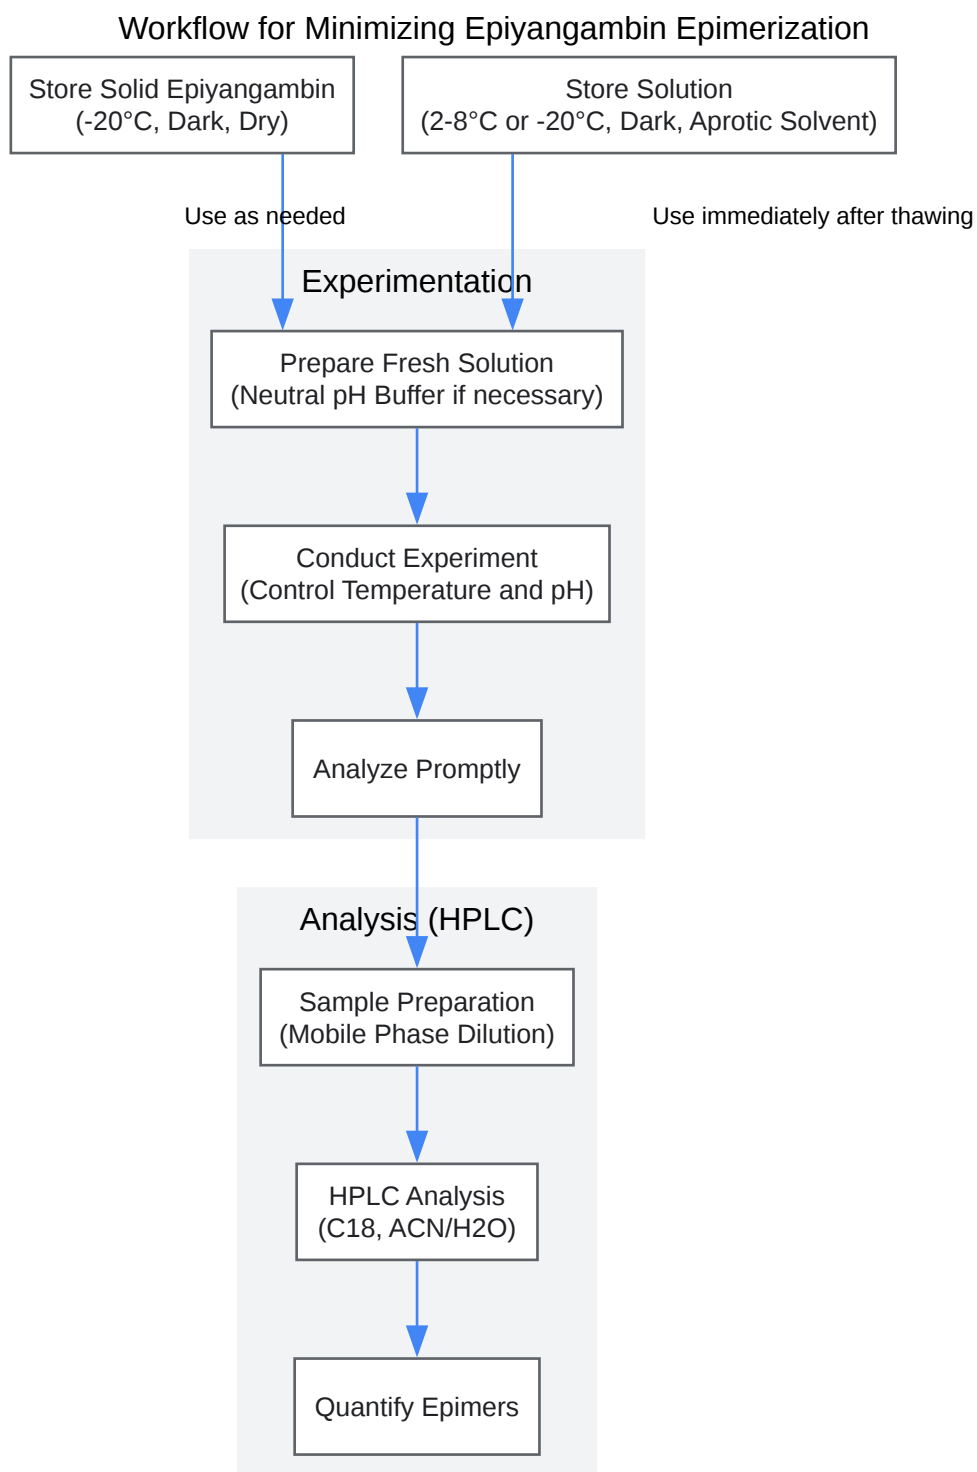 Workflow for Minimizing Epiyangambin Epimerization
Store Solid Epiyangambin
(-20°C, Dark, Dry)
Store Solution
(2-8°C or -20°C, Dark, Aprotic Solvent)
Use as needed
Use immediately after thawing
Experimentation
Prepare Fresh Solution
(Neutral pH Buffer if necessary)
Conduct Experiment
(Control Temperature and pH)
Analyze Promptly
Analysis (HPLC)
Sample Preparation
(Mobile Phase Dilution)
HPLC Analysis
(C18, ACN/H2O)
Quantify Epimers